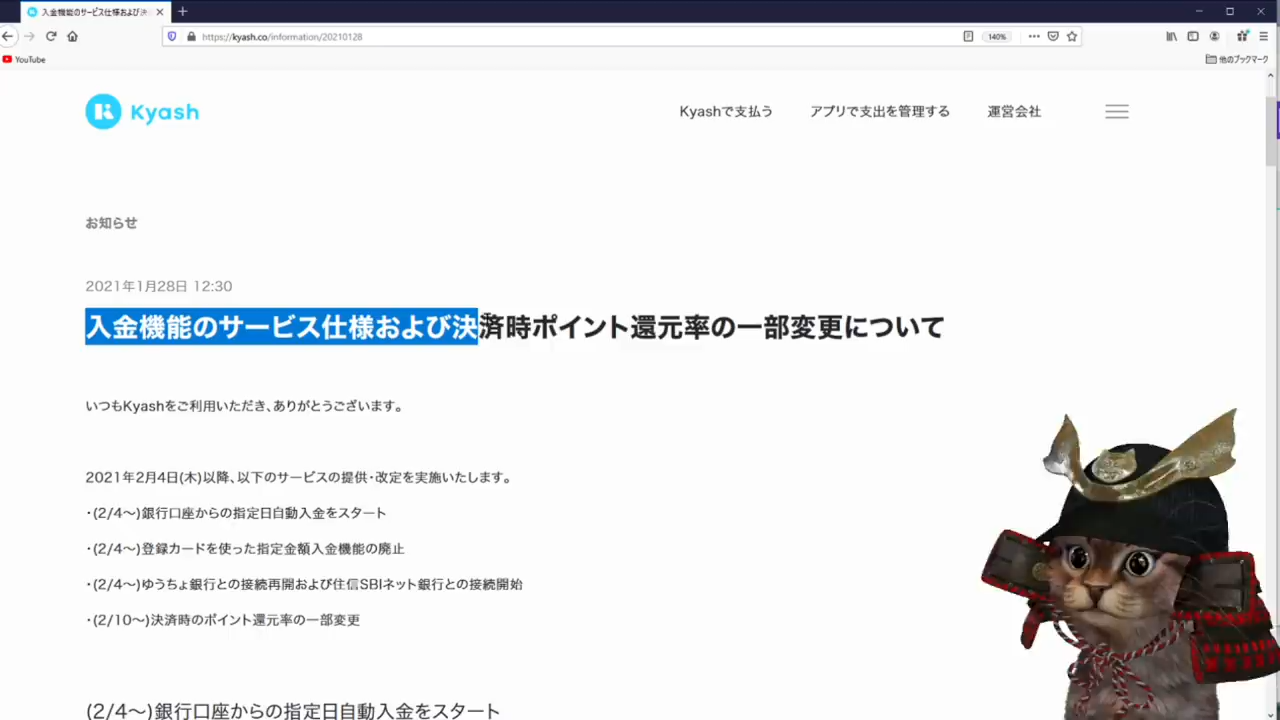 入金機能のサービス仕様および決
YouTube
https://kyash.co/information/20210128
140%
他のブックマーク
Kyash
Kyashで支払う
アプリで支出を管理する
運営会社
お知らせ
2021年1月28日 12:30
入金機能のサービス仕様および決済時ポイント還元率の一部変更について
いつもKyashをご利用いただき、ありがとうございます。
2021年2月4日(木)以降、以下のサービスの提供・改定を実施いたします。
・(2/4〜)銀行口座からの指定日自動入金をスタート
・(2/4〜)登録カードを使った指定金額入金機能の廃止
・(2/4〜)ゆうちょ銀行との接続再開および住信SBIネット銀行との接続開始
・(2/10〜)決済時のポイント還元率の一部変更
(2/4〜)銀行口座からの指定日自動入金をスタート